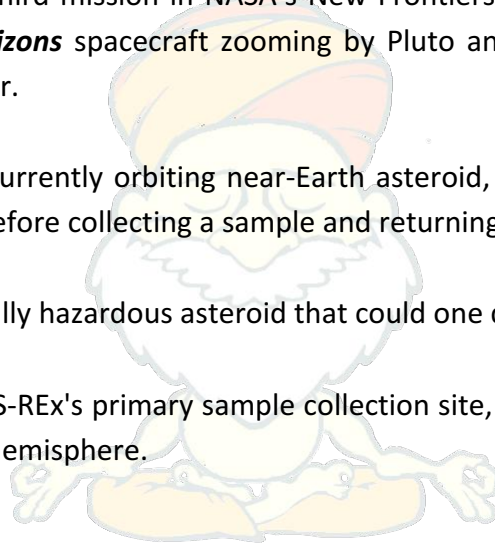 third mission in NASA's New Frontiers
izons spacecraft zooming by Pluto an
r.
urrently orbiting near-Earth asteroid,
efore collecting a sample and returning
lly hazardous asteroid that could one
S-REx's primary sample collection site,
emisphere.